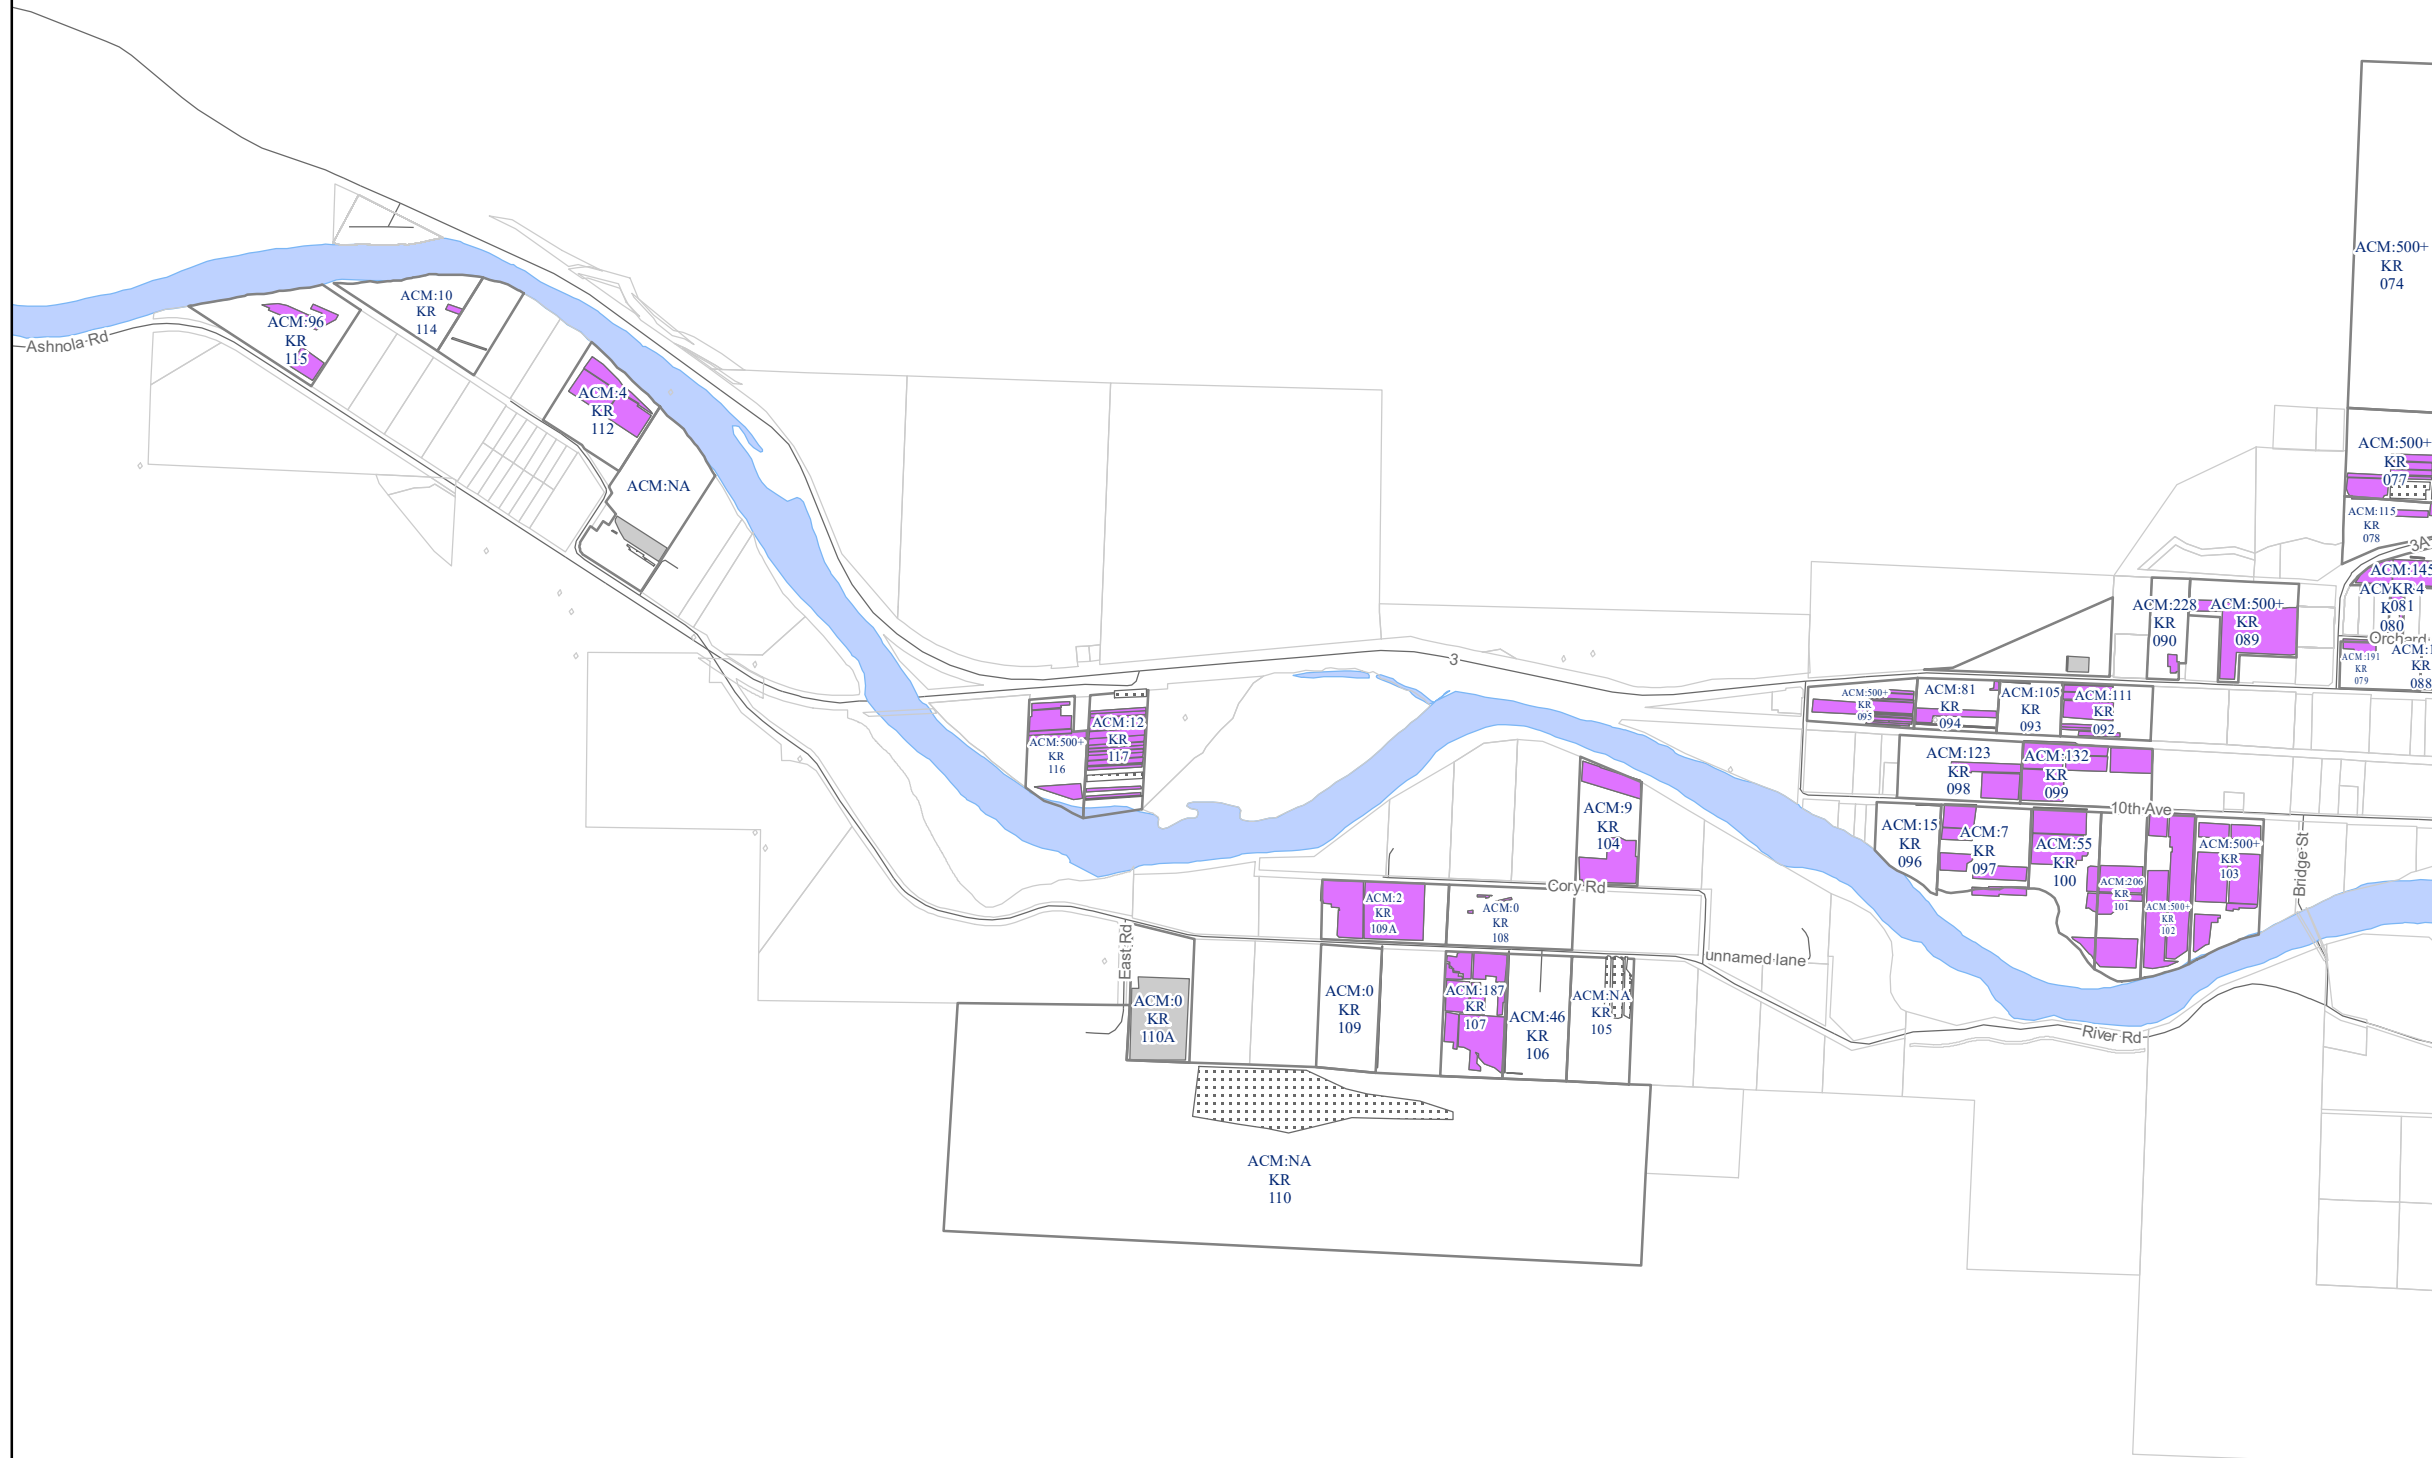 ACM:500+
KR
074
ACM:10
KR
114
ACM:96
KR
115
Ashnola Rd
ACM:4
KR
112
ACM:NA
ACM:500+
KR
077
ACM:115
KR
078
3A
ACM:145
KR
081
080
Orchard
ACM:191
KR
079
KR
088
ACM:228
KR
090
ACM:500+
KR
089
3
ACM:500+
KR
095
ACM:81
KR
094
ACM:105
KR
093
ACM:111
KR
092
ACM:500+
KR
116
ACM:12
KR
117
ACM:123
KR
098
ACM:132
KR
099
10th Ave
ACM:9
KR
104
ACM:15
KR
096
ACM:7
KR
097
ACM:55
KR
100
ACM:206
KR
101
ACM:500+
KR
102
ACM:500+
KR
103
Bridge St
Cory Rd
ACM:2
KR
109A
ACM:0
KR
108
East Rd
unnamed lane
ACM:0
KR
110A
ACM:0
KR
109
ACM:187
KR
107
ACM:46
KR
106
ACM:NA
KR
105
River Rd
ACM:NA
KR
110